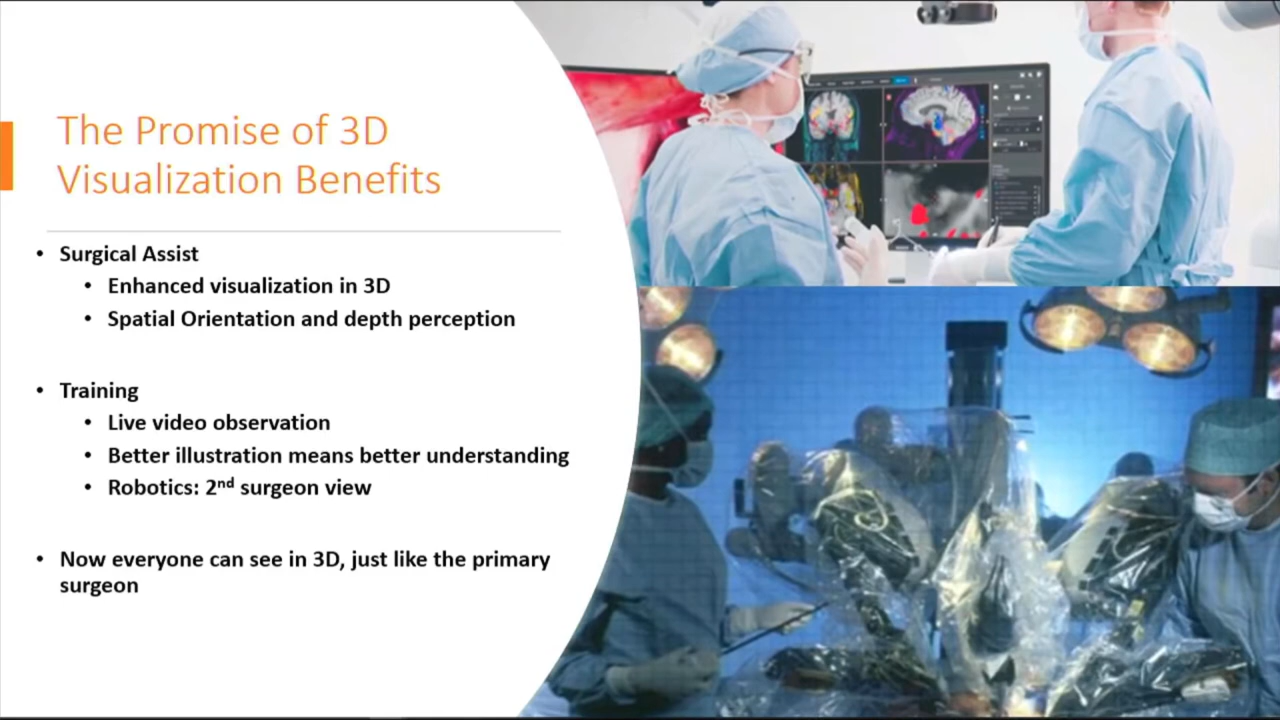 The Promise of 3D
Visualization Benefits
• Surgical Assist
• Enhanced visualization in 3D
• Spatial Orientation and depth perception
• Training
• Live video observation
• Better illustration means better understanding
• Robotics: 2nd surgeon view
• Now everyone can see in 3D, just like the primary
surgeon